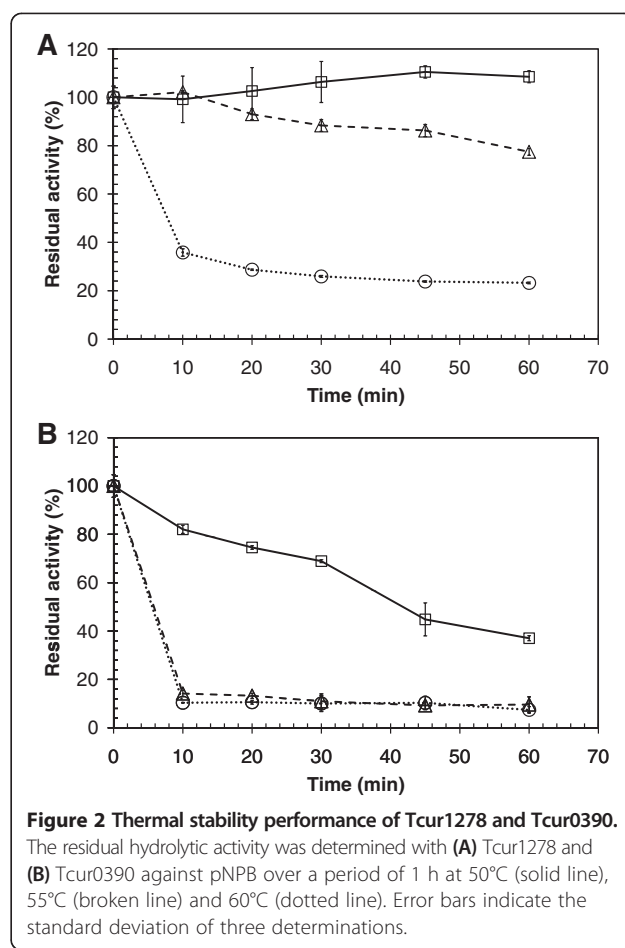 A
120
100
80
60
40
20
0
Residual activity (%)
0 10 20 30 40 50 60 70
Time (min)
B
120
100
80
60
40
20
0
Residual activity (%)
0 10 20 30 40 50 60 70
Time (min)
Figure 2 Thermal stability performance of Tcur1278 and Tcur0390.
The residual hydrolytic activity was determined with (A) Tcur1278 and
(B) Tcur0390 against pNPB over a period of 1 h at 50°C (solid line),
55°C (broken line) and 60°C (dotted line). Error bars indicate the
standard deviation of three determinations.